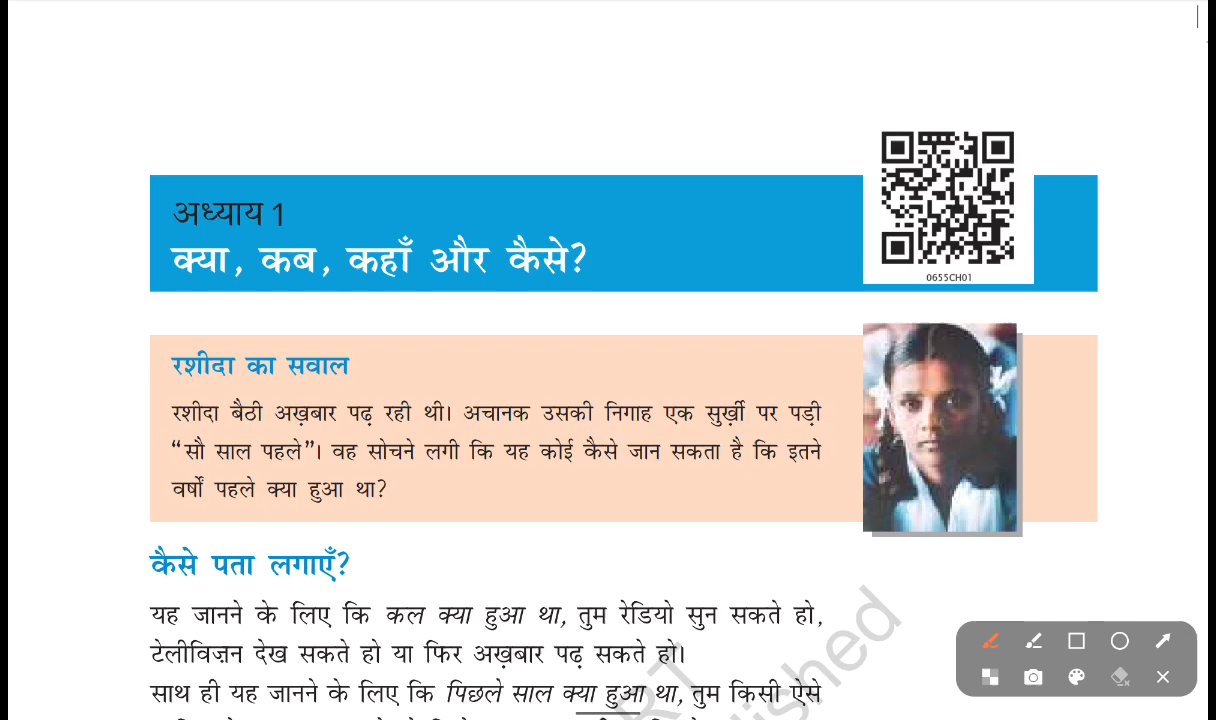 अध्याय 1
क्या, कब, कहाँ और कैसे?
0655CH01
रशीदा का सवाल
रशीदा बैठी अख़बार पढ़ रही थी। अचानक उसकी निगाह एक सुर्ख़ी पर पड़ी
“सौ साल पहले”। वह सोचने लगी कि यह कोई कैसे जान सकता है कि इतने
वर्षों पहले क्या हुआ था?
कैसे पता लगाएँ?
यह जानने के लिए कि कल क्या हुआ था, तुम रेडियो सुन सकते हो,
टेलीविज़न देख सकते हो या फिर अख़बार पढ़ सकते हो।
साथ ही यह जानने के लिए कि पिछले साल क्या हुआ था, तुम किसी ऐसे